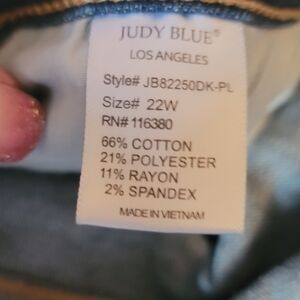 JUDY BLUE®
LOS ANGELES
Style# JB82250DK-PL
Size# 22W
RN# 116380
66% COTTON
21% POLYESTER
11% RAYON
2% SPANDEX
MADE IN VIETNAM